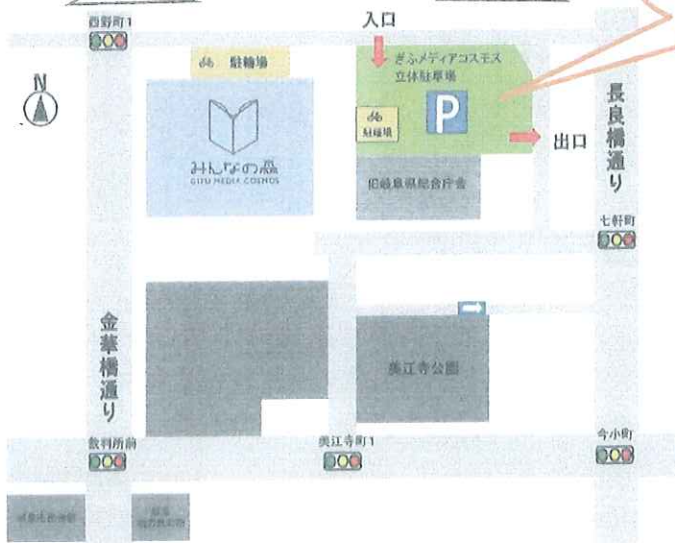 西野町1
入口
駐輪場
ぎふメディアコスモス
立体駐車場
N
P
駐輪場
みんなの森
GIFU MEDIA COSMOS
出口
長良橋通り
旧岐阜県総合庁舎
七軒町
金華橋通り
美江寺公園
裁判所前
美江寺町1
今小町